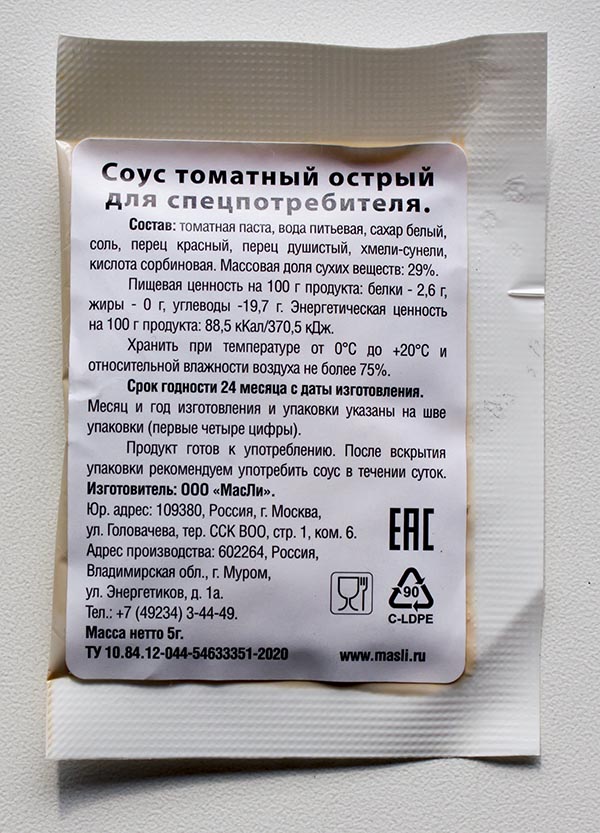 Соус томатный острый
для спецпотребителя.
Состав: томатная паста, вода питьевая, сахар белый,
соль, перец красный, перец душистый, хмели-сунели,
кислота сорбиновая. Массовая доля сухих веществ: 29%.
Пищевая ценность на 100 г продукта: белки - 2,6 г,
жиры - 0 г, углеводы -19,7 г. Энергетическая ценность
на 100 г продукта: 88,5 кКал/370,5 кДж.
Хранить при температуре от 0°С до +20°С и
относительной влажности воздуха не более 75%.
Срок годности 24 месяца с даты изготовления.
Месяц и год изготовления и упаковки указаны на шве
упаковки (первые четыре цифры).
Продукт готов к употреблению. После вскрытия
упаковки рекомендуем употребить соус в течении суток.
Изготовитель: ООО «МасЛи».
Юр. адрес: 109380, Россия, г. Москва,
ул. Головачева, тер. ССК ВОО, стр. 1, ком. 6.
Адрес производства: 602264, Россия,
Владимирская обл., г. Муром,
ул. Энергетиков, д. 1а.
Тел.: +7 (49234) 3-44-49.
Масса нетто 5г.
ТУ 10.84.12-044-54633351-2020
www.masli.ru
EAC
90
C-LDPE